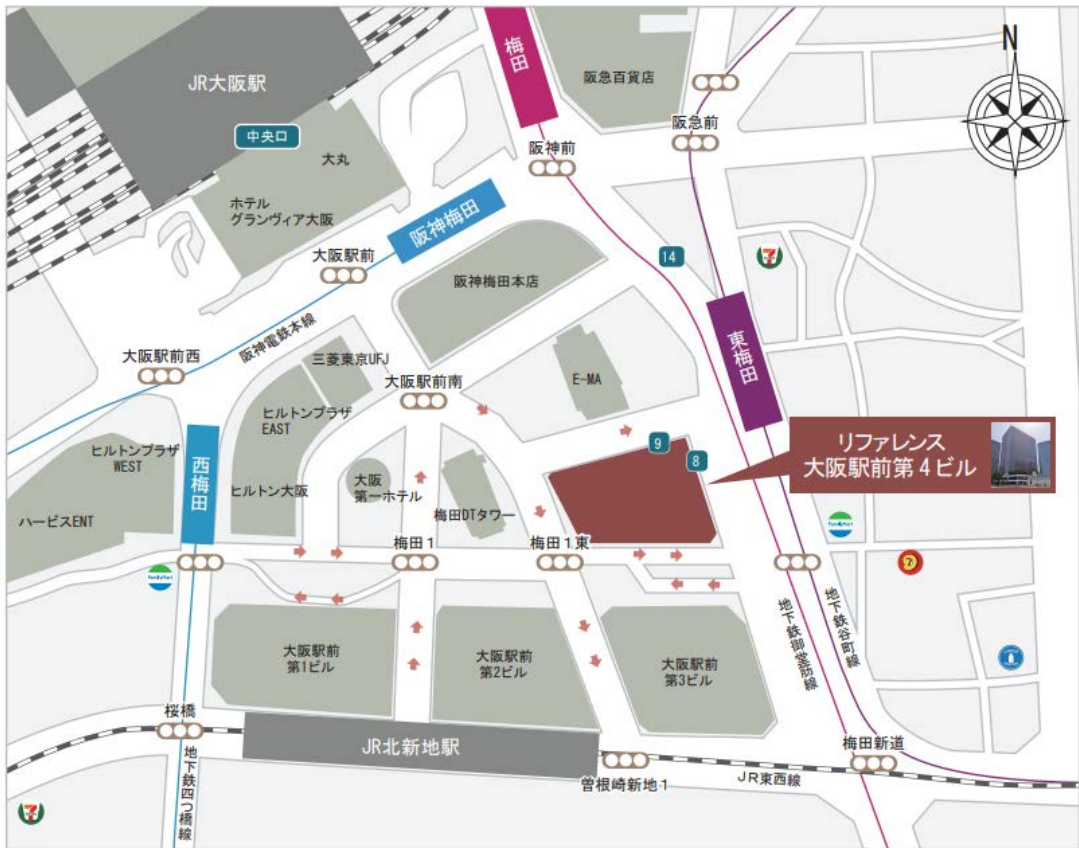 N
JR大阪駅
中央口
大丸
ホテル
グランヴィア大阪
梅田
阪急百貨店
阪急前
阪神前
阪神梅田
大阪駅前
阪神梅田本店
14
7
大阪駅前西
阪神電鉄本線
三菱東京UFJ
大阪駅前南
E-MA
東梅田
ヒルトンプラザ
EAST
ヒルトンプラザ
WEST
西梅田
ヒルトン大阪
大阪
第一ホテル
梅田DTタワー
9
8
リファレンス
大阪駅前第4ビル
ハービスENT
梅田1
梅田1東
FamilyMart
FamilyMart
地下鉄御堂筋線
地下鉄谷町線
大阪駅前
第1ビル
大阪駅前
第2ビル
大阪駅前
第3ビル
桜橋
JR北新地駅
梅田新道
曽根崎新地1
JR東西線
地下鉄四つ橋線
7